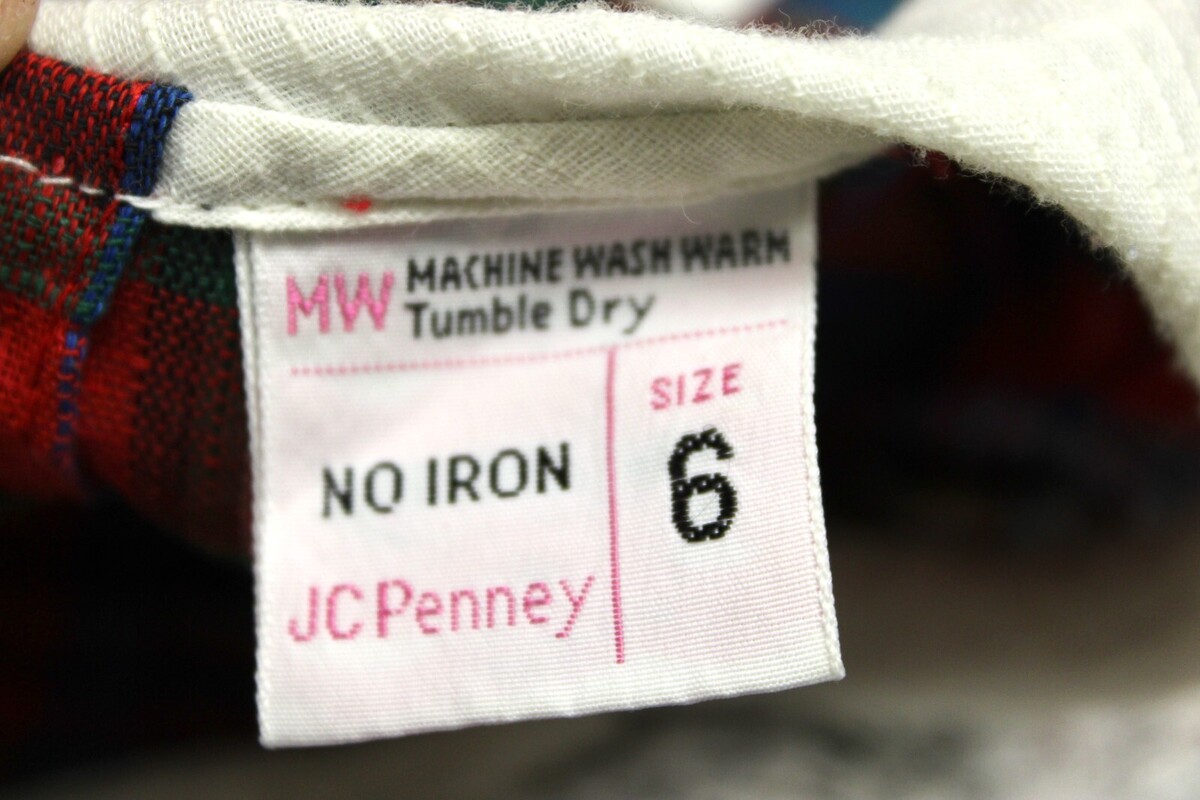 MW MACHINE WASH WARM
Tumble Dry
SIZE
6
NO IRON
JCPenney